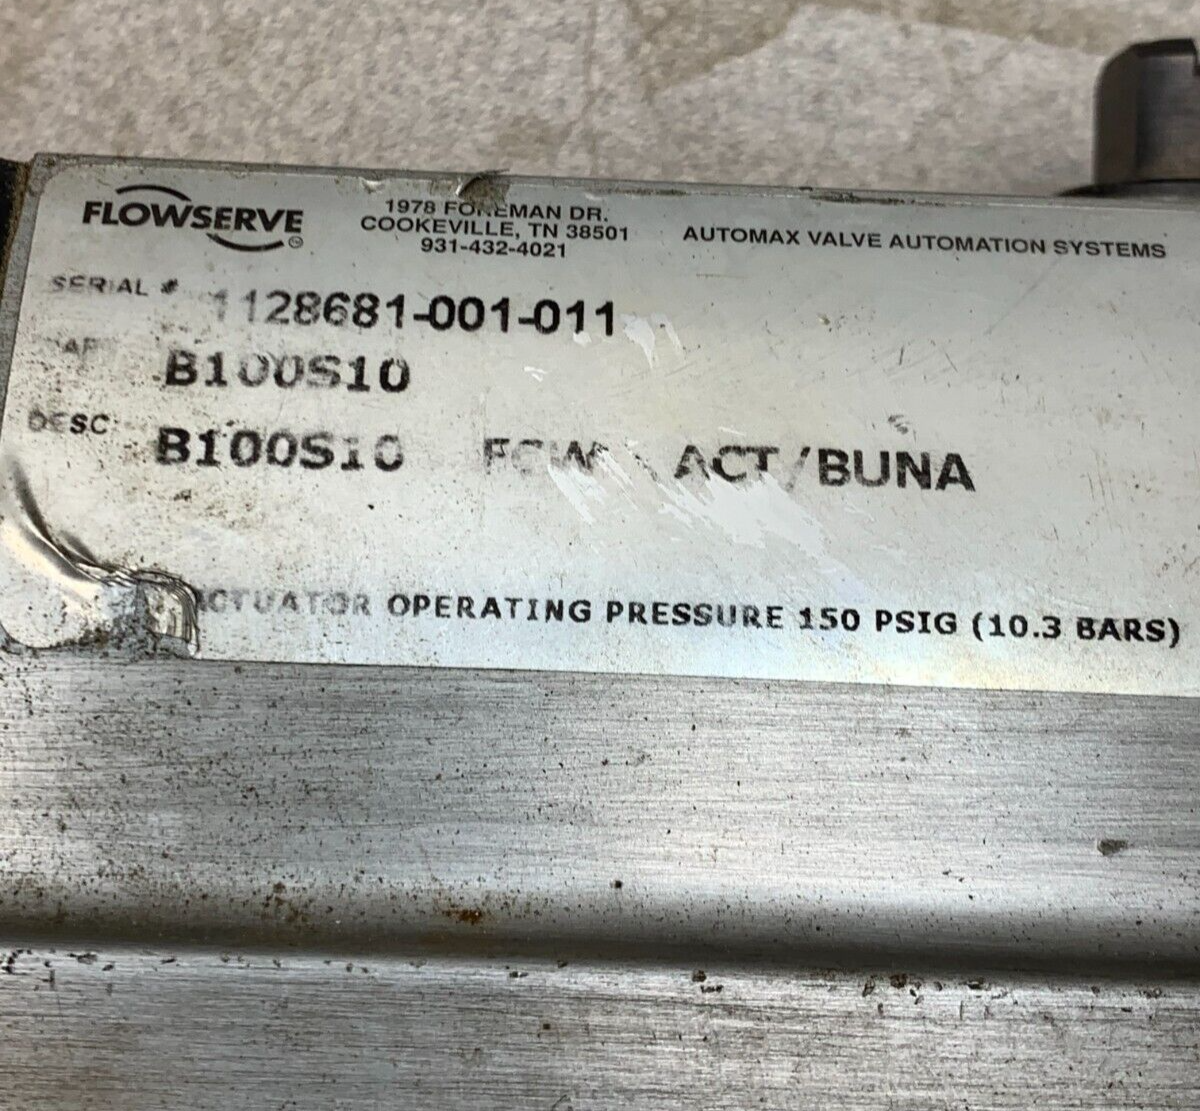 FLOWSERVE
1978 FOREMAN DR.
COOKEVILLE, TN 38501
931-432-4021
AUTOMAX VALVE AUTOMATION SYSTEMS
SERIAL # 1128681-001-011
B100S10
DESC: B100S10 ACT/BUNA
ACTUATOR OPERATING PRESSURE 150 PSIG (10.3 BARS)